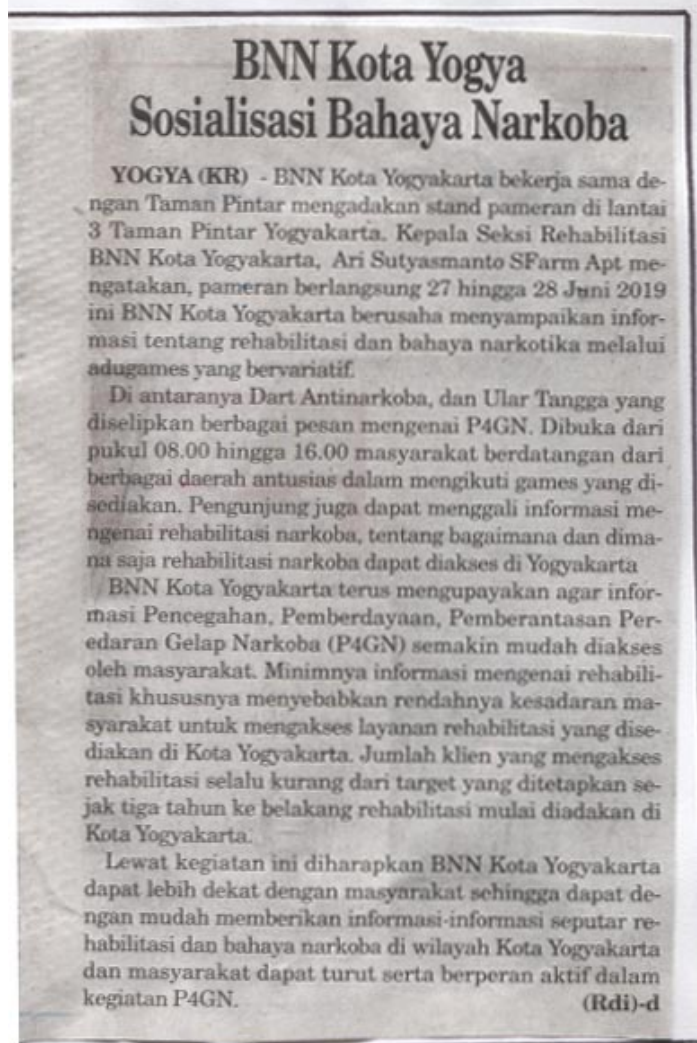 BNN Kota Yogya
Sosialisasi Bahaya Narkoba
YOGYA (KR) - BNN Kota Yogyakarta bekerja sama de-
ngan Taman Pintar mengadakan stand pameran di lantai
3 Taman Pintar Yogyakarta. Kepala Seksi Rehabilitasi
BNN Kota Yogyakarta, Ari Sutyasmanto SFarm Apt me-
ngatakan, pameran berlangsung 27 hingga 28 Juni 2019
ini BNN Kota Yogyakarta berusaha menyampaikan infor-
masi tentang rehabilitasi dan bahaya narkotika melalui
adugames yang bervariatif.
Di antaranya Dart Antinarkoba, dan Ular Tangga yang
diselipkan berbagai pesan mengenai P4GN. Dibuka dari
pukul 08.00 hingga 16.00 masyarakat berdatangan dari
berbagai daerah antusias dalam mengikuti games yang di-
sediakan. Pengunjung juga dapat menggali informasi me-
ngenai rehabilitasi narkoba, tentang bagaimana dan dima-
na saja rehabilitasi narkoba dapat diakses di Yogyakarta
BNN Kota Yogyakarta terus mengupayakan agar infor-
masi Pencegahan, Pemberdayaan, Pemberantasan Per-
edaran Gelap Narkoba (P4GN) semakin mudah diakses
oleh masyarakat. Minimnya informasi mengenai rehabili-
tasi khususnya menyebabkan rendahnya kesadaran ma-
syarakat untuk mengakses layanan rehabilitasi yang dise-
diakan di Kota Yogyakarta. Jumlah klien yang mengakses
rehabilitasi selalu kurang dari target yang ditetapkan se-
jak tiga tahun ke belakang rehabilitasi mulai diadakan di
Kota Yogyakarta.
Lewat kegiatan ini diharapkan BNN Kota Yogyakarta
dapat lebih dekat dengan masyarakat sehingga dapat de-
ngan mudah memberikan informasi-informasi seputar re-
habilitasi dan bahaya narkoba di wilayah Kota Yogyakarta
dan masyarakat dapat turut serta berperan aktif dalam
kegiatan P4GN. (Rdi)-d